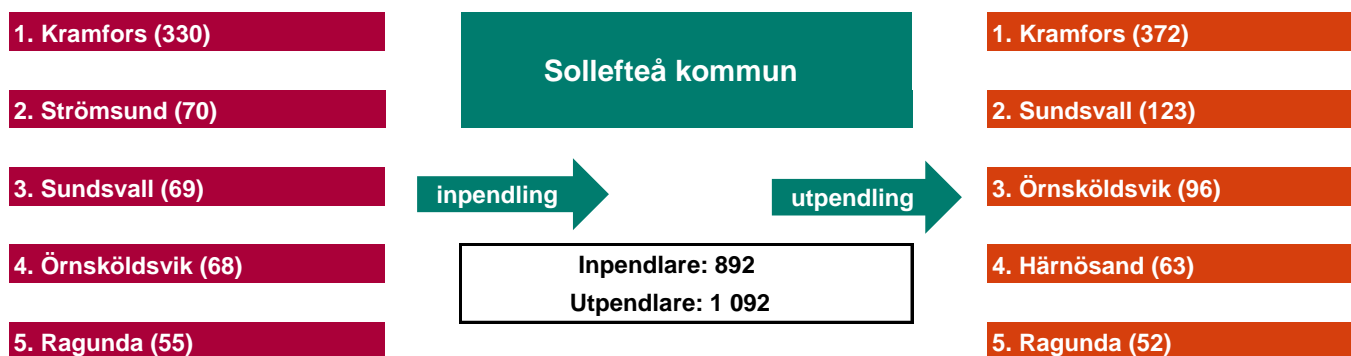 1. Kramfors (330)
2. Strömsund (70)
3. Sundsvall (69)
4. Örnsköldsvik (68)
5. Ragunda (55)
Sollefteå kommun
inpendling
utpendling
Inpendlare: 892
Utpendlare: 1 092
1. Kramfors (372)
2. Sundsvall (123)
3. Örnsköldsvik (96)
4. Härnösand (63)
5. Ragunda (52)